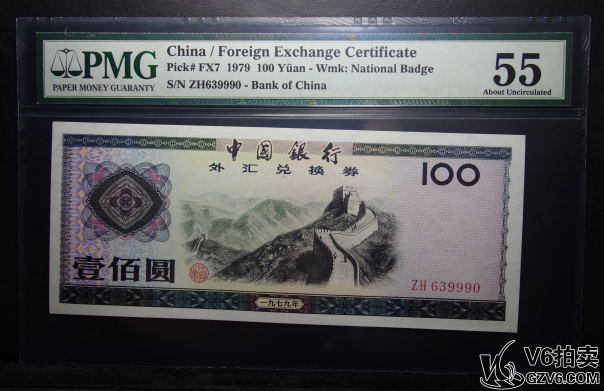 PMG
PAPER MONEY GUARANTY
China / Foreign Exchange Certificate
Pick# FX7 1979 100 Yüan - Wmk: National Badge
S/N ZH639990 - Bank of China
55
About Uncirculated
中国银行
外汇兑换券
100
壹佰圆
ZH 639990
一九七九年
V6拍卖
GZV6.COM